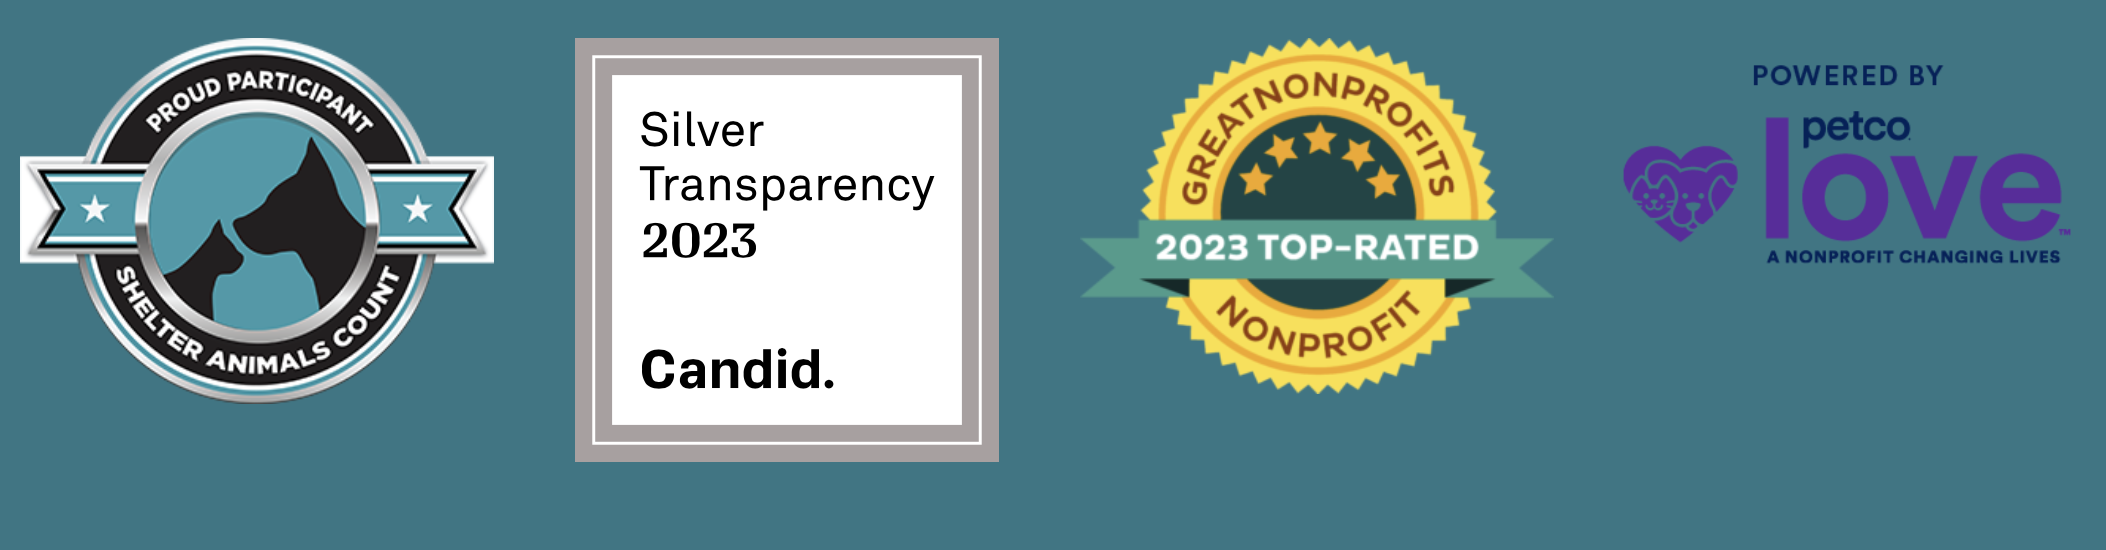 PROUD PARTICIPANT
SHELTER ANIMALS COUNT
Silver
Transparency
2023
Candid.
GREATNONPROFITS
2023 TOP-RATED
NONPROFIT
POWERED BY
petco
love™
A NONPROFIT CHANGING LIVES